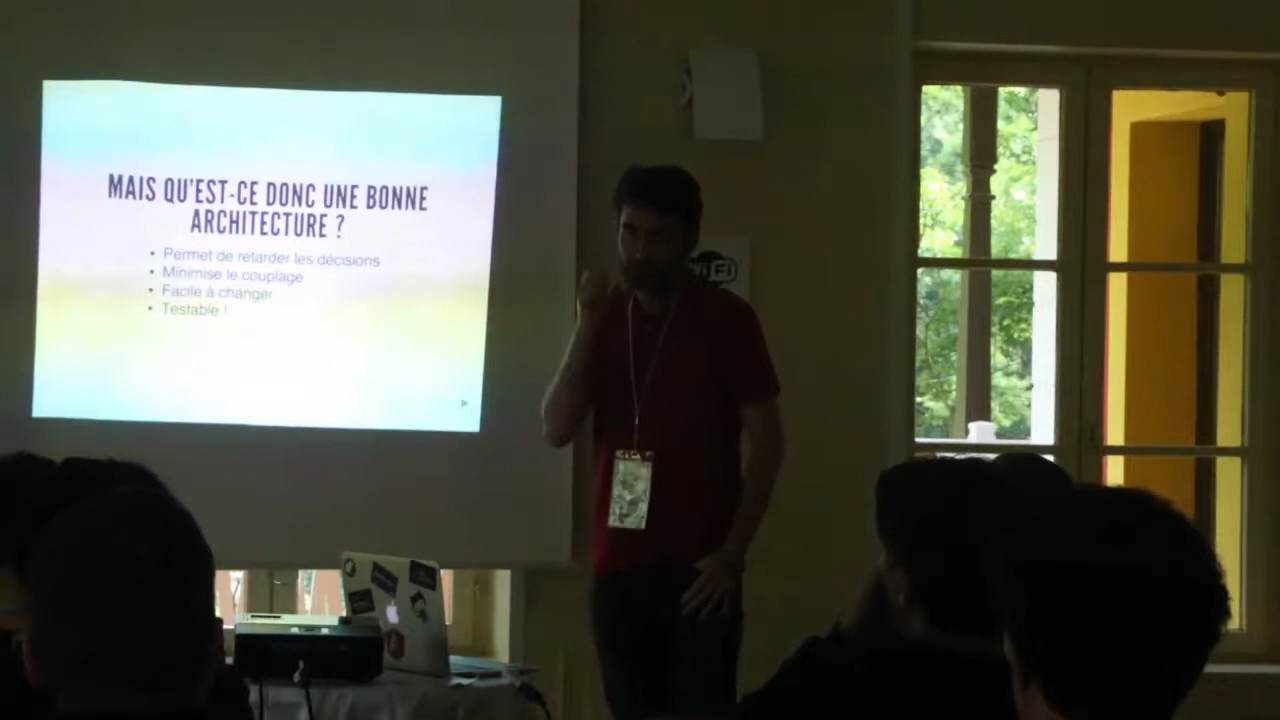 MAIS QU'EST-CE DONC UNE BONNE
ARCHITECTURE ?
• Permet de retarder les décisions
• Minimise le couplage
• Facile à changer
• Testable !